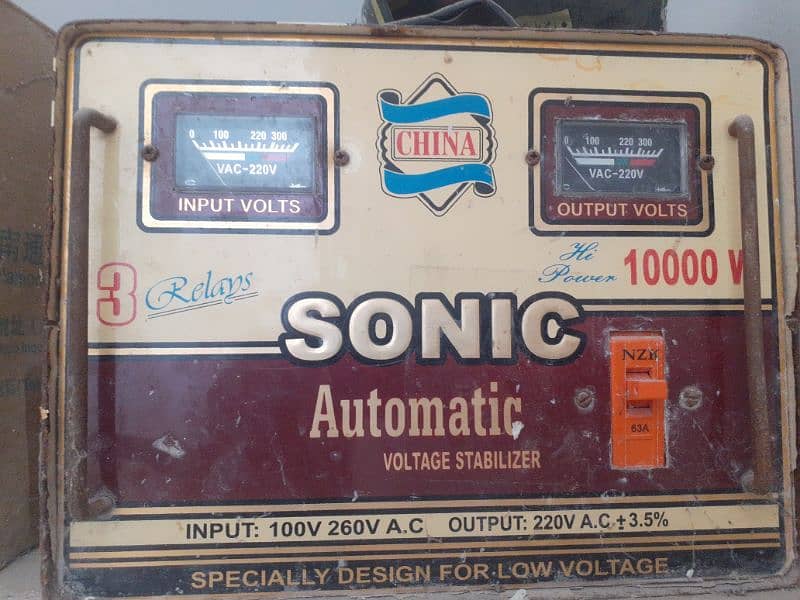 0 100 220 300
VAC-220V
INPUT VOLTS
CHINA
0 100 220 300
VAC-220V
OUTPUT VOLTS
3 Relays
Hi
Power
10000 W
SONIC
Automatic
VOLTAGE STABILIZER
63A
INPUT: 100V 260V A.C OUTPUT: 220V A.C ±3.5%
SPECIALLY DESIGN FOR LOW VOLTAGE